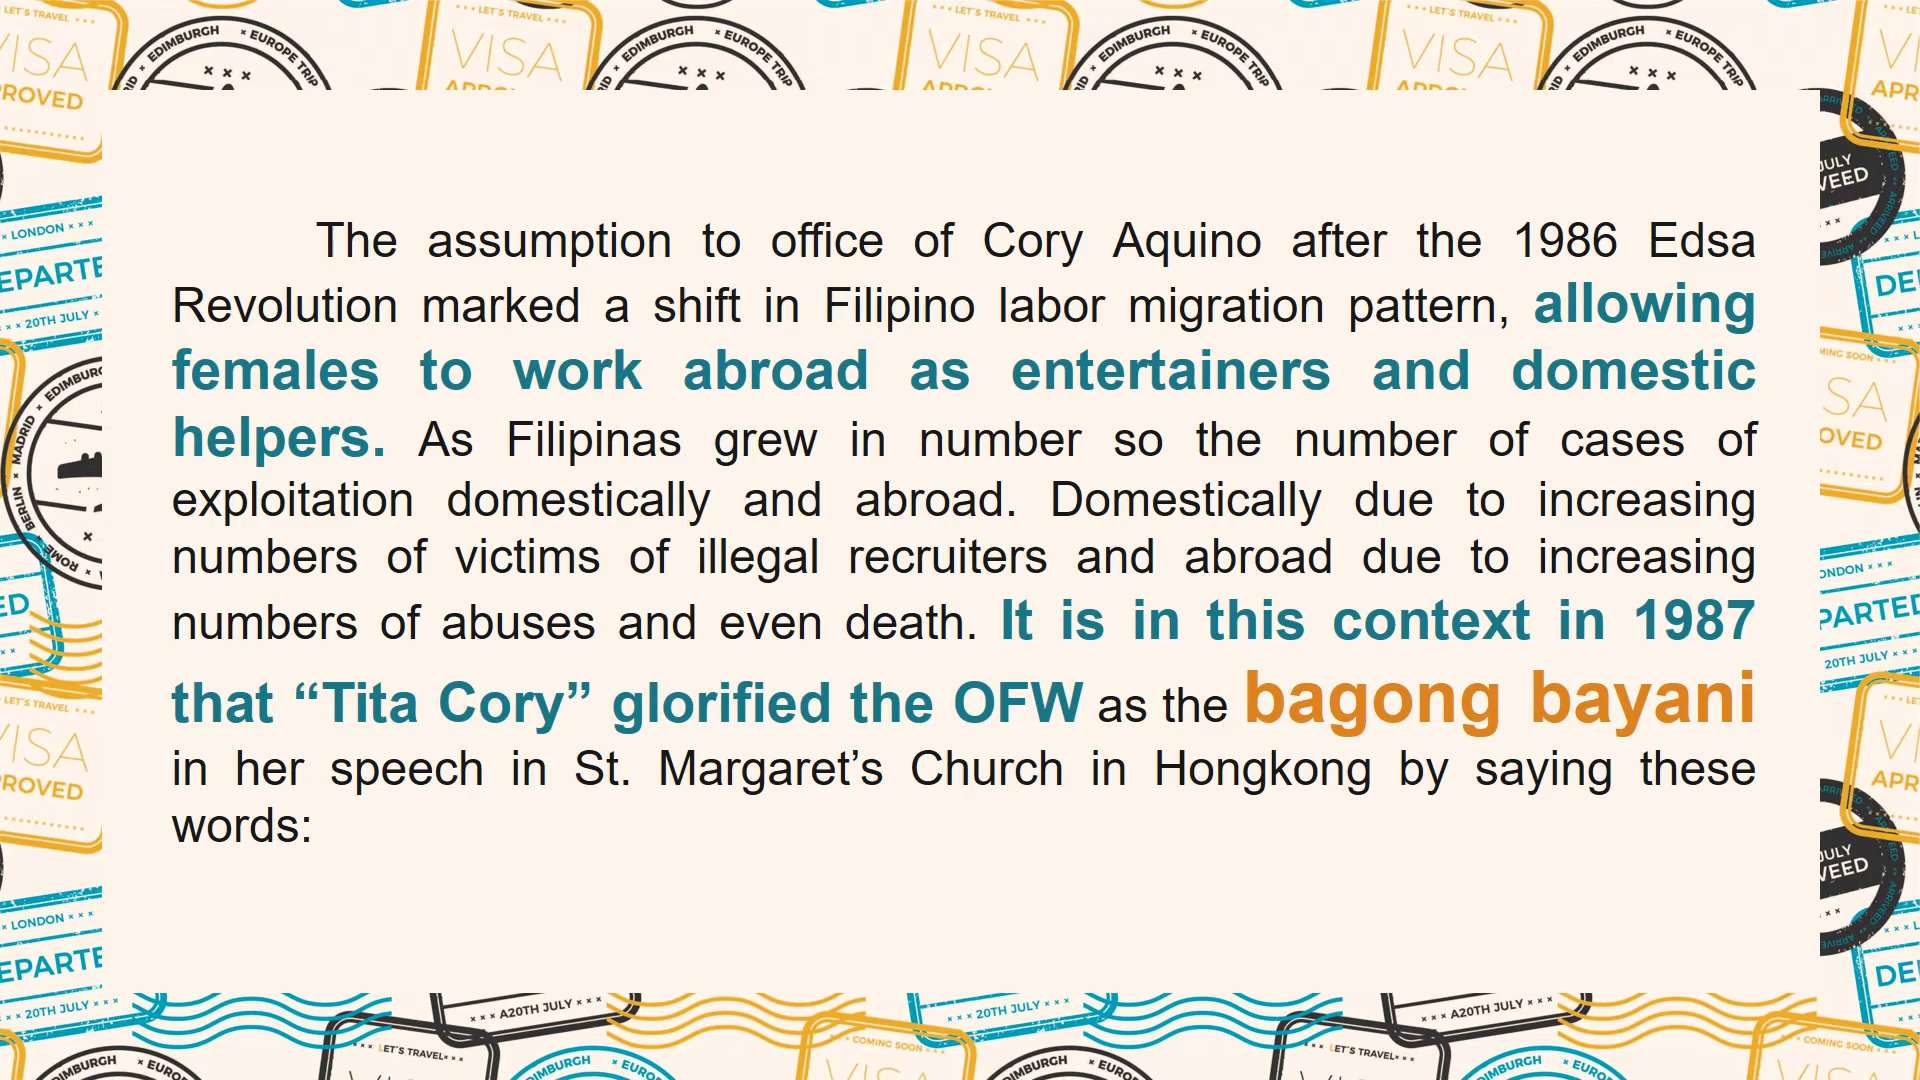 The assumption to office of Cory Aquino after the 1986 Edsa
Revolution marked a shift in Filipino labor migration pattern, allowing
females to work abroad as entertainers and domestic
helpers. As Filipinas grew in number so the number of cases of
exploitation domestically and abroad. Domestically due to increasing
numbers of victims of illegal recruiters and abroad due to increasing
numbers of abuses and even death. It is in this context in 1987
that “Tita Cory” glorified the OFW as the bagong bayani
in her speech in St. Margaret’s Church in Hongkong by saying these
words: